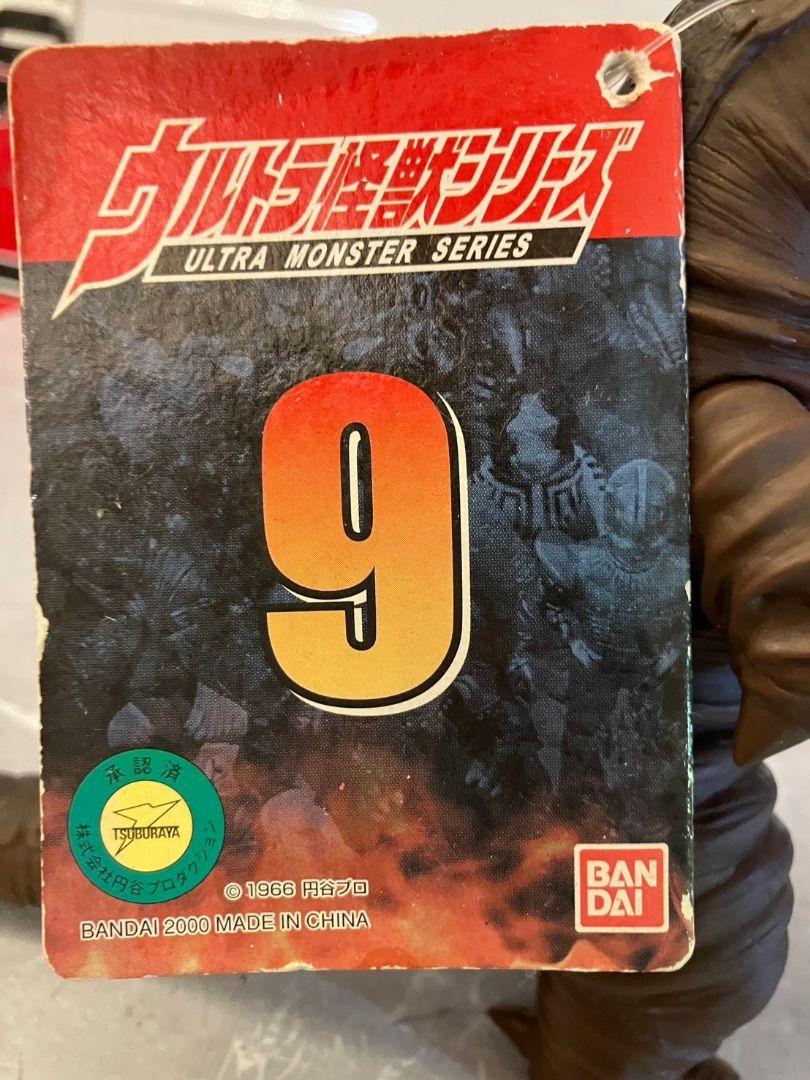 ウルトラ怪獣シリーズ
ULTRA MONSTER SERIES
9
承認済
TSUBURAYA
株式会社円谷プロダクション
© 1966 円谷プロ
BANDAI 2000 MADE IN CHINA
BAN
DAI